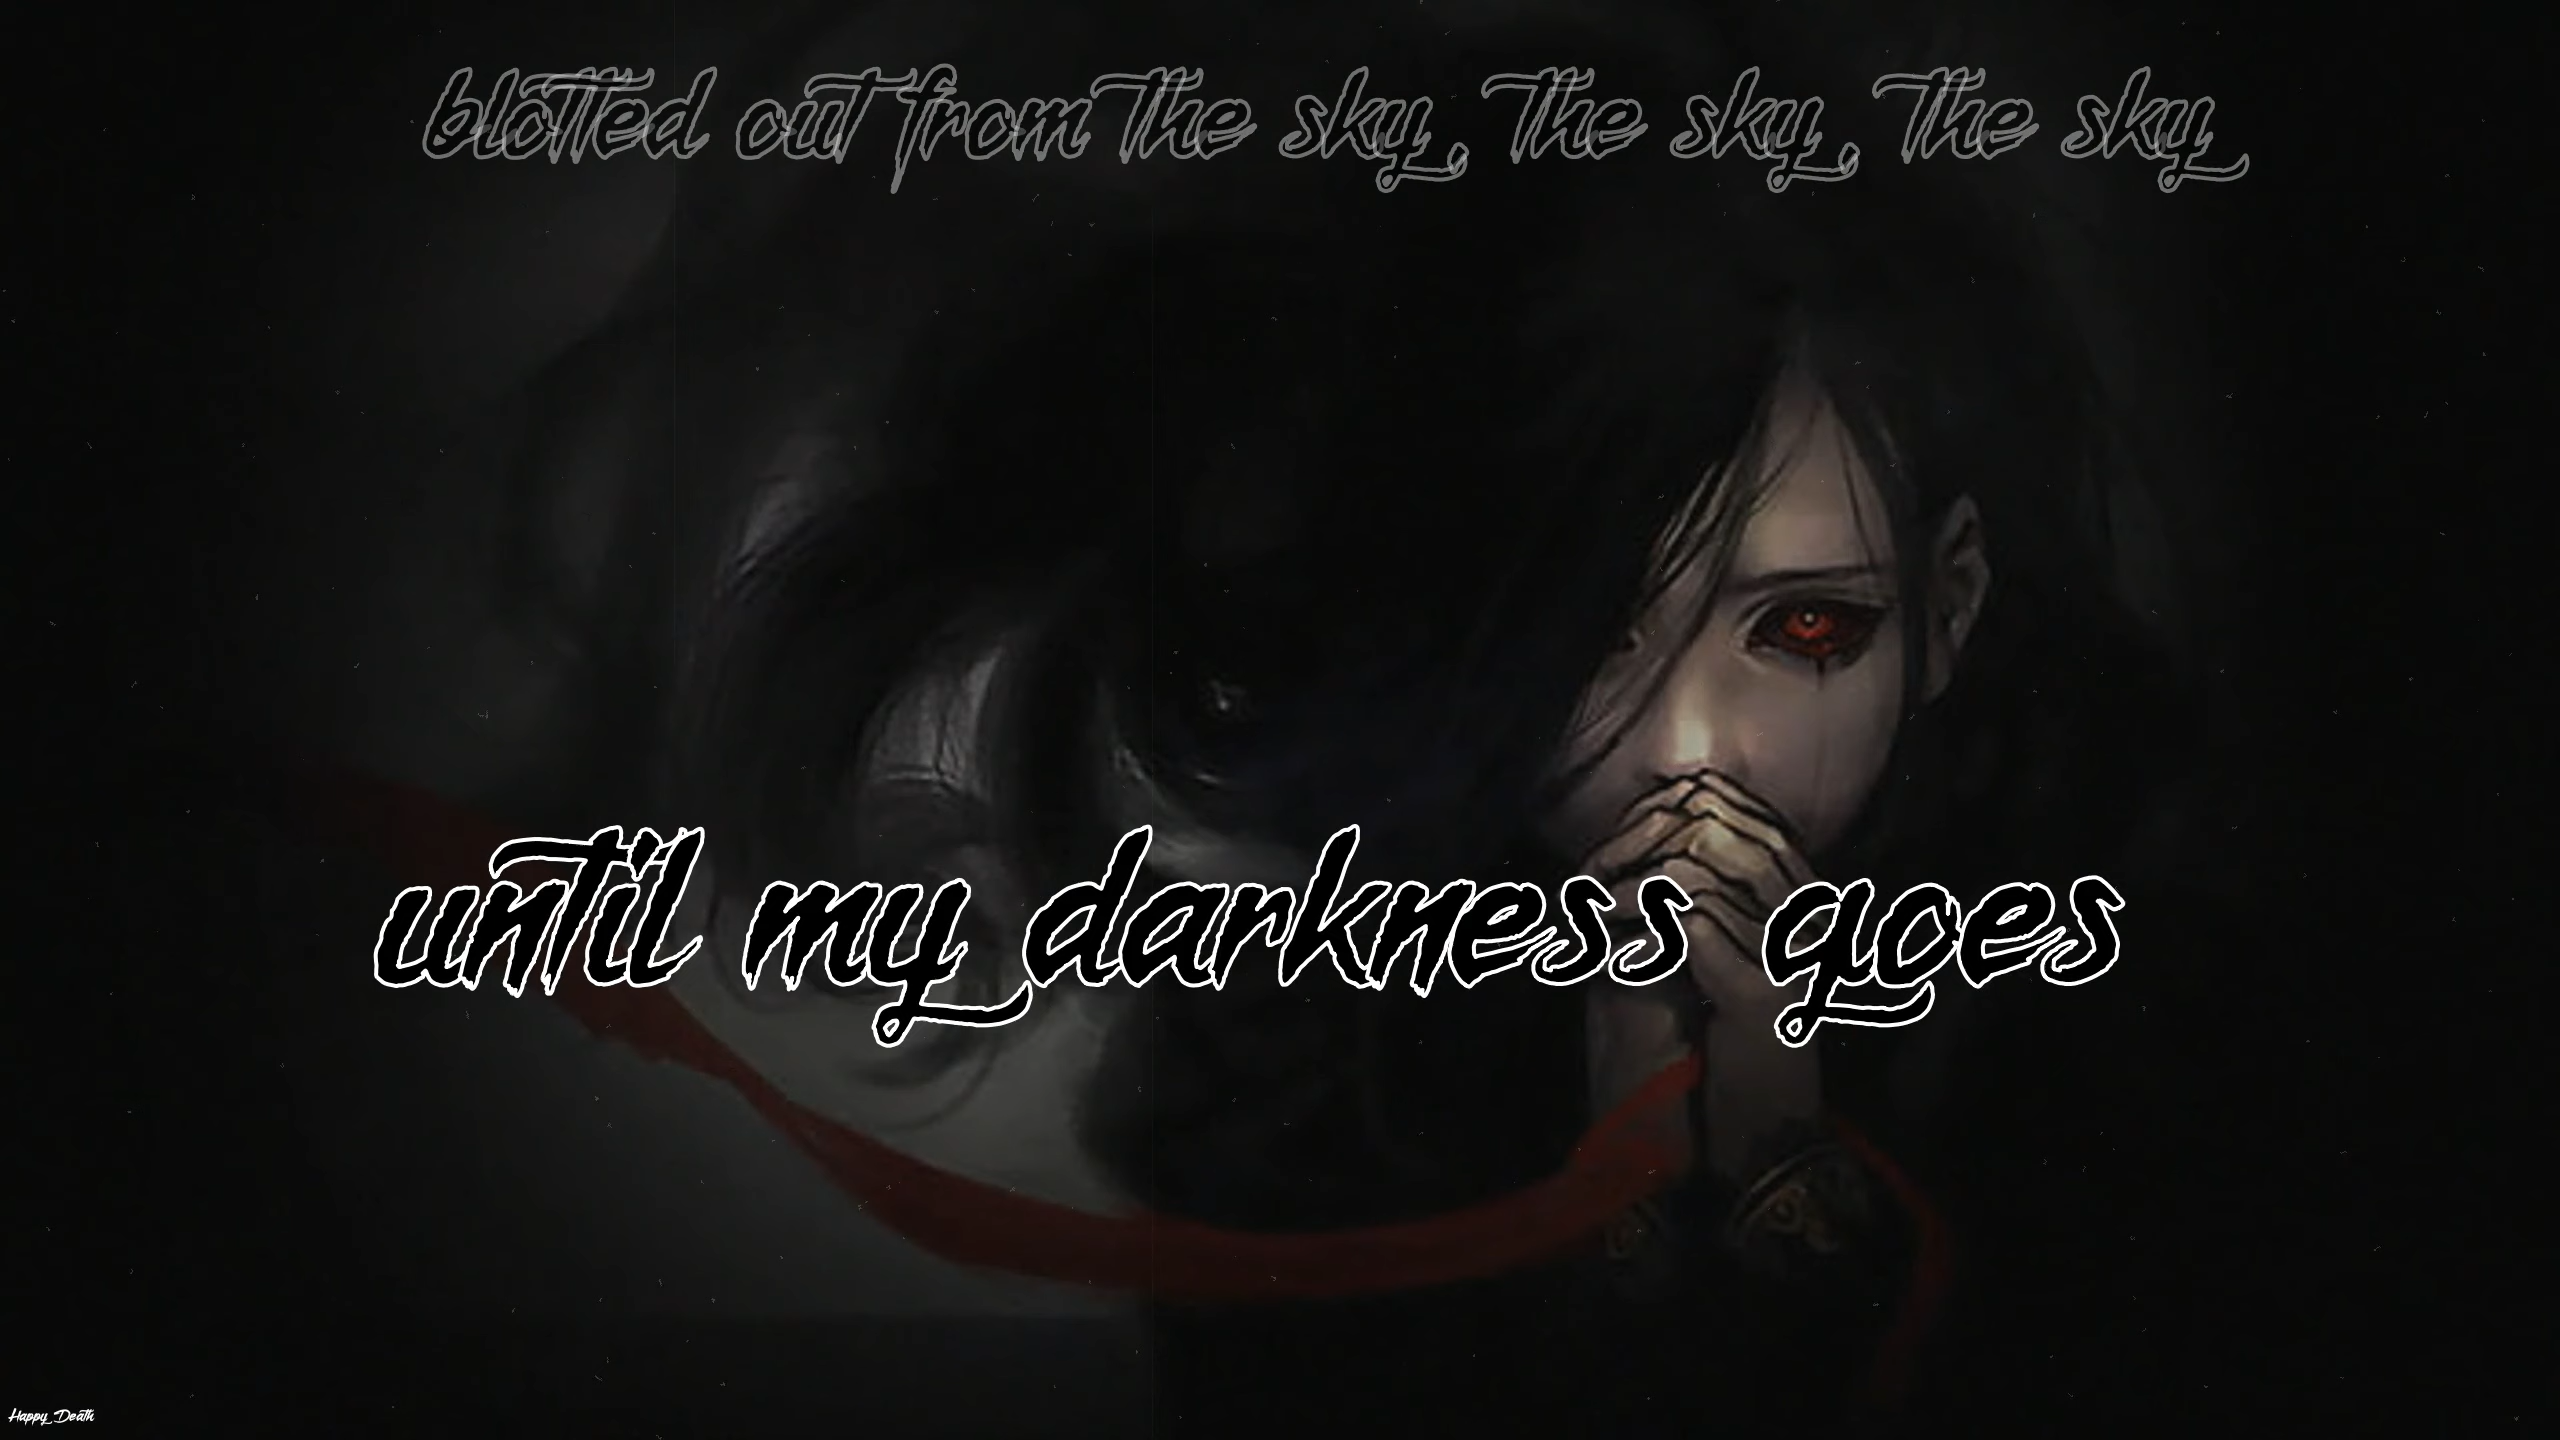 blotted out from the sky, the sky, the sky
until my darkness goes
Happy_Death